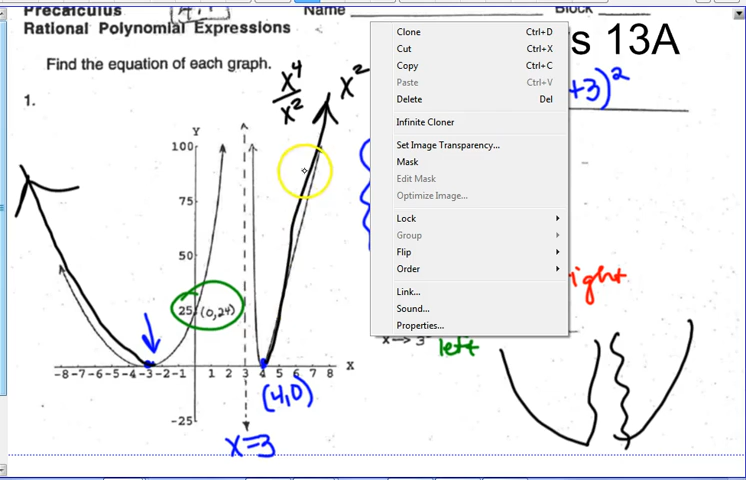 Precalculus Name Block
Rational Polynomial Expressions
s 13A
Find the equation of each graph.
+3)²
x⁴
x²
x²
1.
Y
100
75
50
25
(0,24)
-25
-8 -7 -6 -5 -4 -3 -2 -1 1 2 3 4 5 6 7 8 X
(4,0)
x=3
Clone Ctrl+D
Cut Ctrl+X
Copy Ctrl+C
Paste Ctrl+V
Delete Del
Infinite Cloner
Set Image Transparency...
Mask
Edit Mask
Optimize Image...
Lock
Group
Flip
Order
Link...
Sound...
Properties...
right
x → 3
left